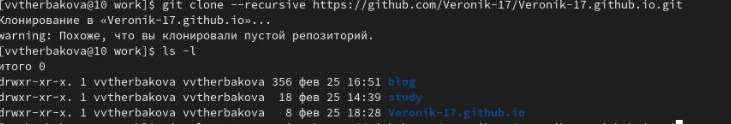 [vvtherbakova@10 work]$ git clone --recursive https://github.com/Veronik-17/Veronik-17.github.io.git
Клонирование в «Veronik-17.github.io»...
warning: Похоже, что вы клонировали пустой репозиторий.
[vvtherbakova@10 work]$ ls -l
итого 0
drwxr-xr-x. 1 vvtherbakova vvtherbakova 356 фев 25 16:51 blog
drwxr-xr-x. 1 vvtherbakova vvtherbakova  18 фев 25 14:39 study
drwxr-xr-x. 1 vvtherbakova vvtherbakova   8 фев 25 18:28 Veronik-17.github.io